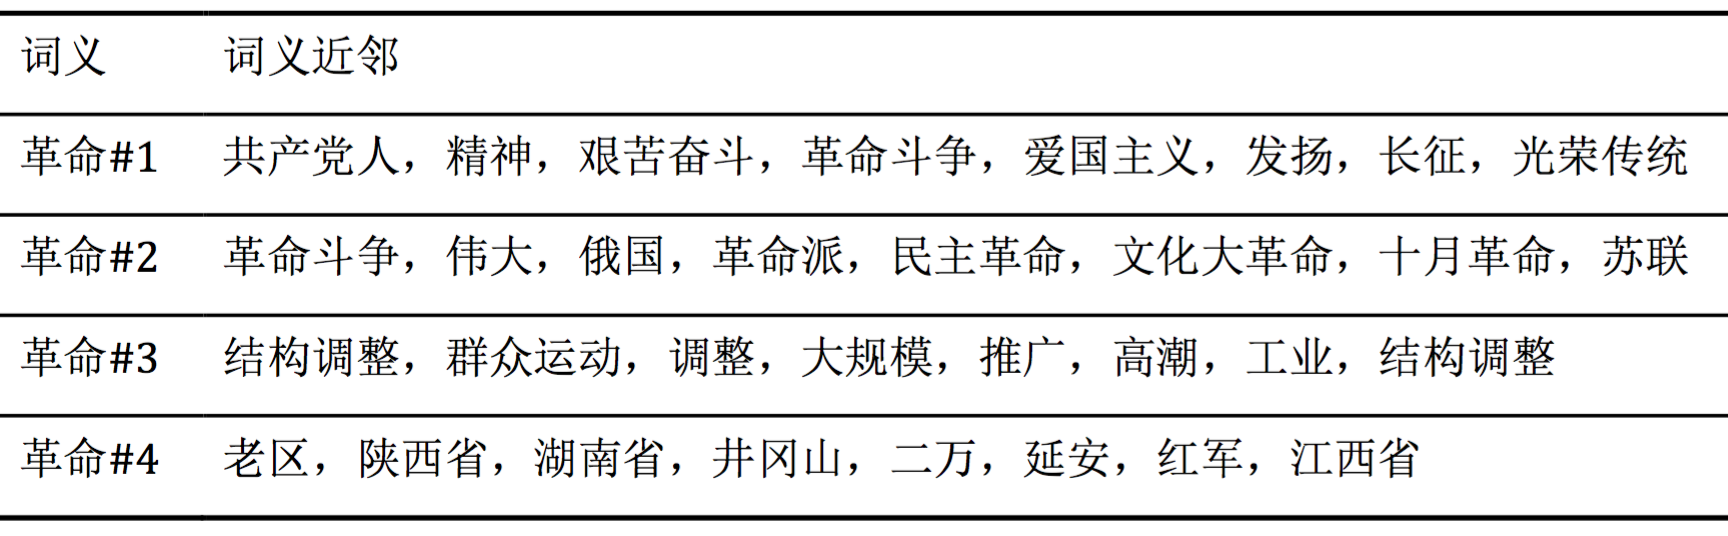 词义 词义近邻
革命#1 共产党人，精神，艰苦奋斗，革命斗争，爱国主义，发扬，长征，光荣传统
革命#2 革命斗争，伟大，俄国，革命派，民主革命，文化大革命，十月革命，苏联
革命#3 结构调整，群众运动，调整，大规模，推广，高潮，工业，结构调整
革命#4 老区，陕西省，湖南省，井冈山，二万，延安，红军，江西省